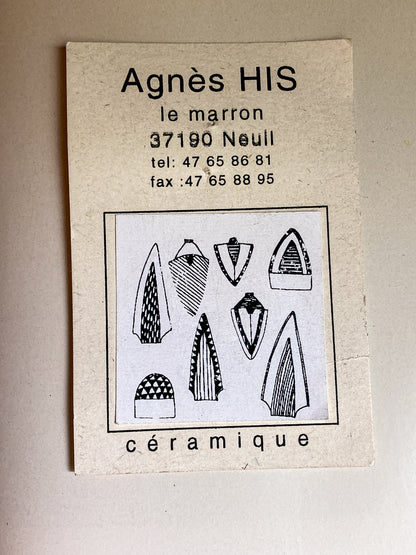 Agnès HIS
le marron
37190 Neuil
tel: 47 65 86 81
fax :47 65 88 95
céramique